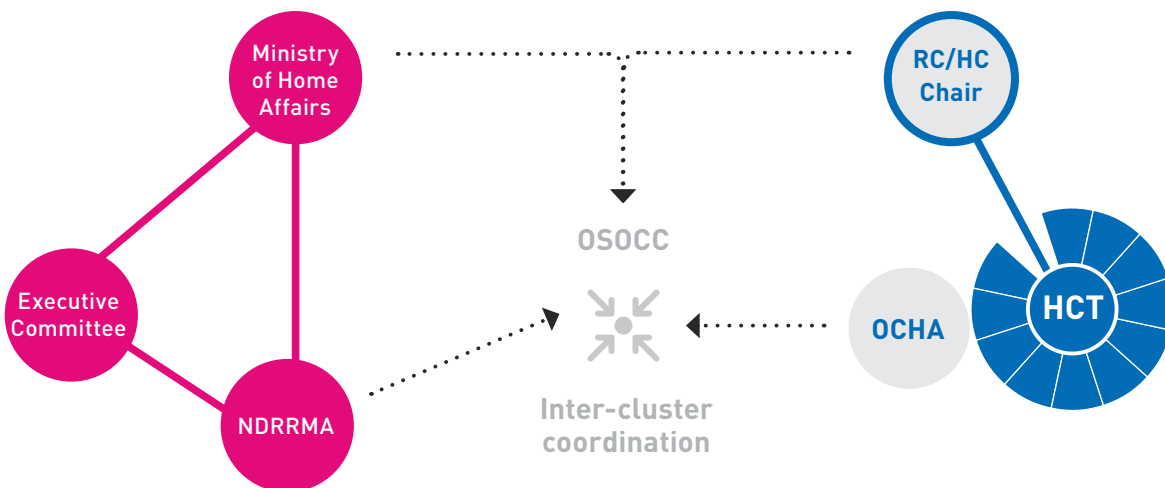 Ministry
of Home
Affairs
RC/HC
Chair
OSOCC
Executive
Committee
OCHA
HCT
Inter-cluster
coordination
NDRRMA